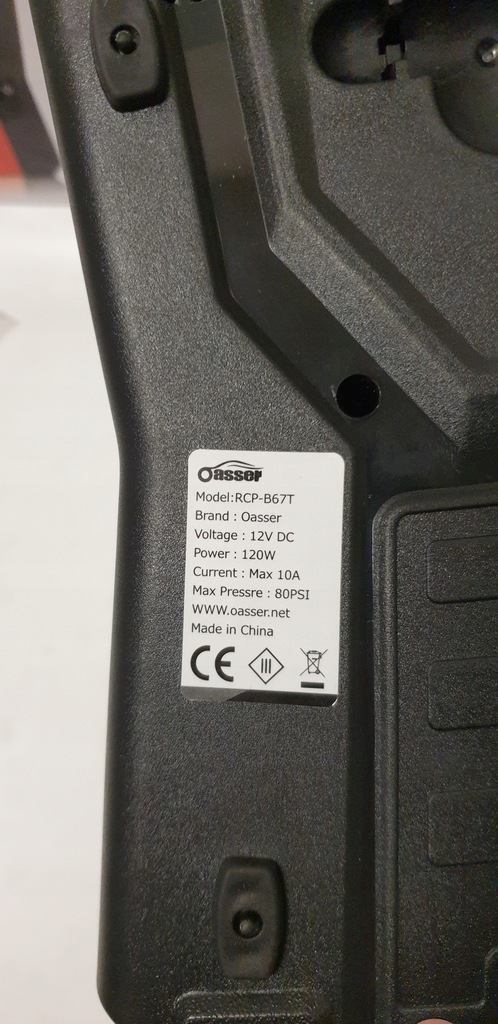 Oasser
Model:RCP-B67T
Brand : Oasser
Voltage : 12V DC
Power : 120W
Current : Max 10A
Max Pressre : 80PSI
WWW.oasser.net
Made in China
CE
III